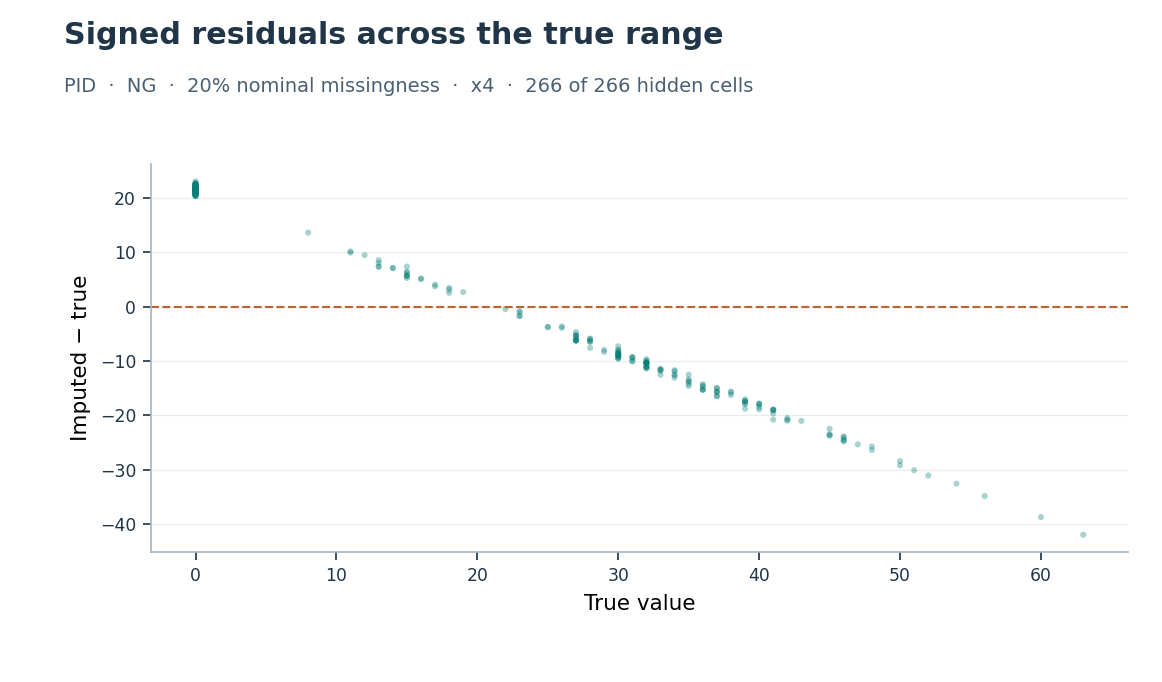 Signed residuals across the true range
PID · NG · 20% nominal missingness · x4 · 266 of 266 hidden cells
20
10
0
−10
−20
−30
−40
Imputed − true
0 10 20 30 40 50 60
True value